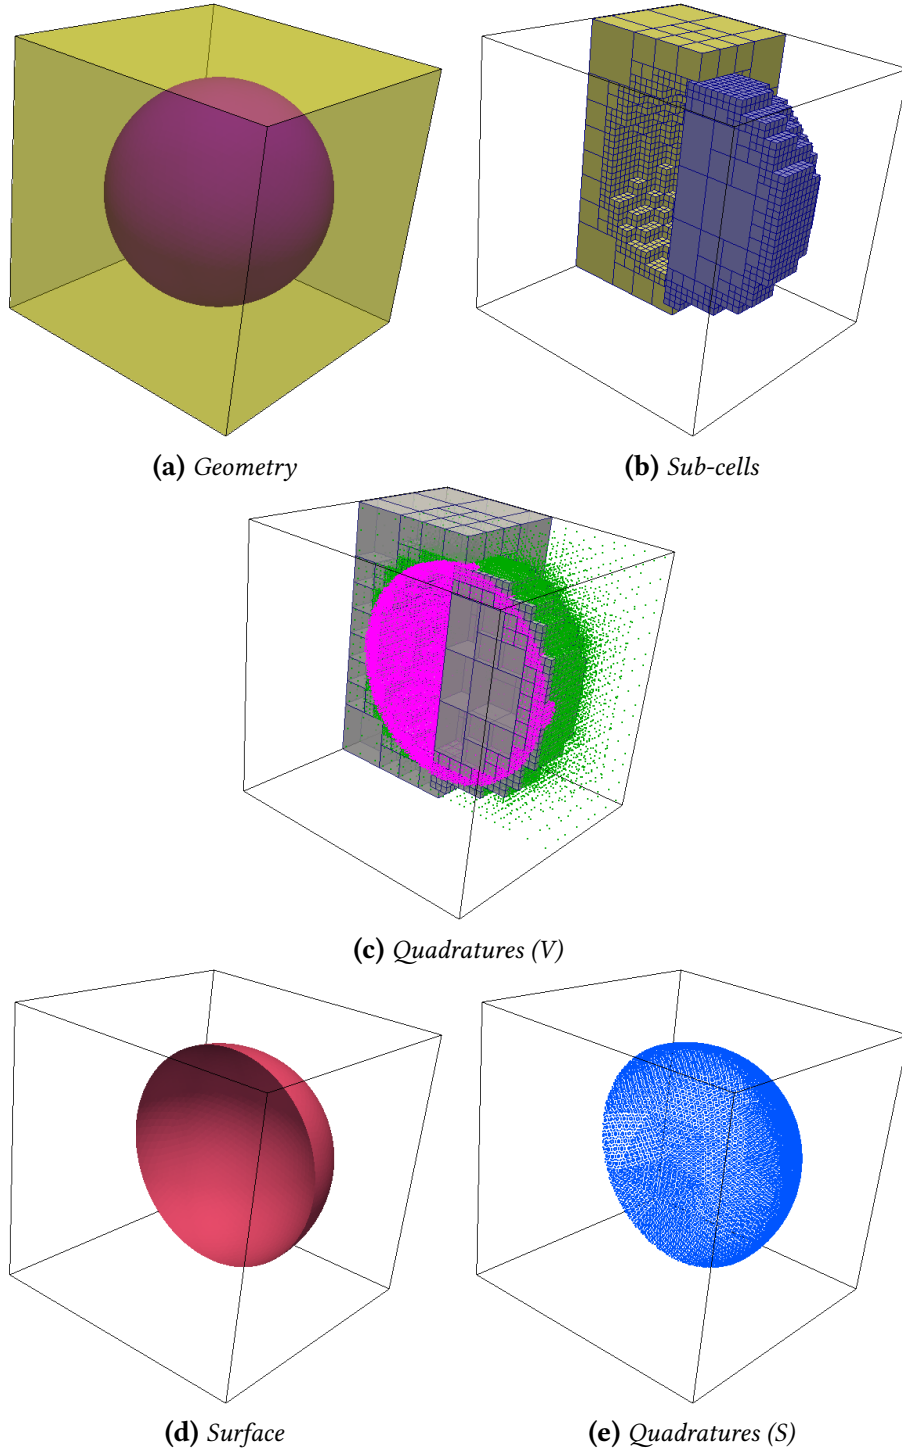 (a) Geometry
(b) Sub-cells
(c) Quadratures (V)
(d) Surface
(e) Quadratures (S)